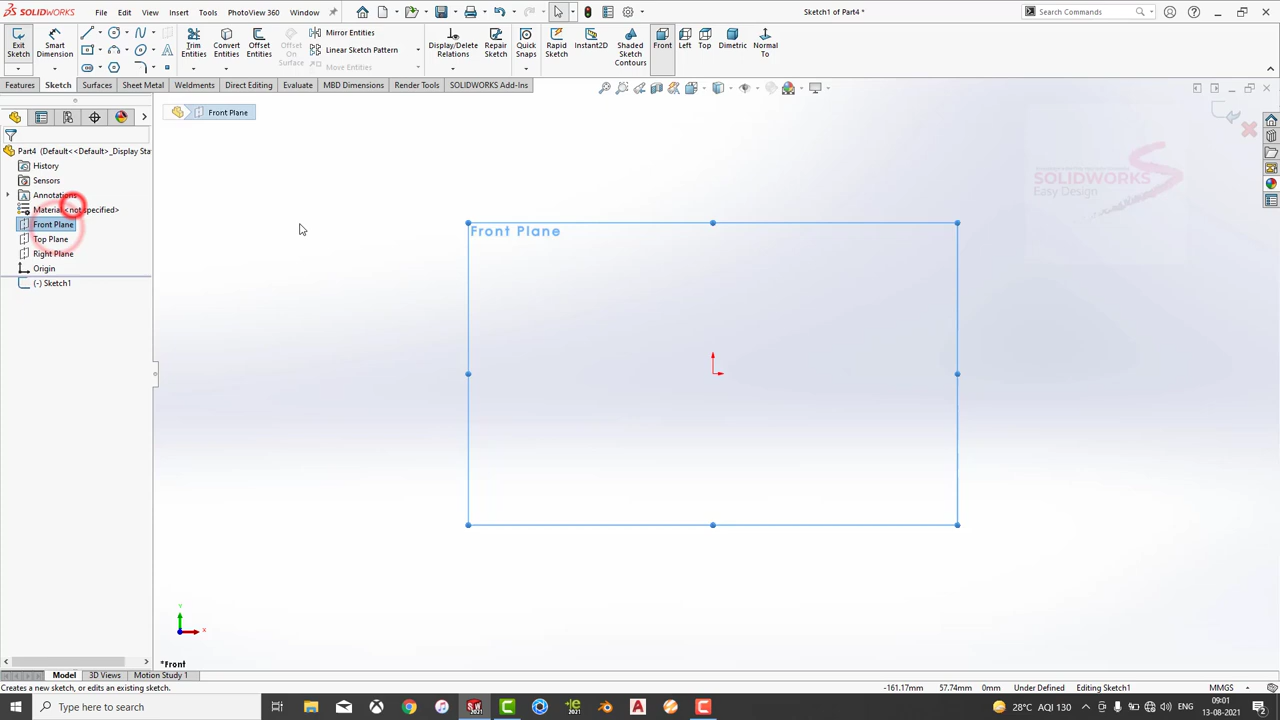 SOLIDWORKS
File
Edit
View
Insert
Tools
PhotoView 360
Window
Sketch1 of Part4 *
Search Commands
Exit Sketch
Smart Dimension
Trim Entities
Convert Entities
Offset Entities
Offset On Surface
Mirror Entities
Linear Sketch Pattern
Move Entities
Display/Delete Relations
Repair Sketch
Quick Snaps
Rapid Sketch
Instant2D
Shaded Sketch Contours
Front
Left
Top
Dimetric
Normal To
Features
Sketch
Surfaces
Sheet Metal
Weldments
Direct Editing
Evaluate
MBD Dimensions
Render Tools
SOLIDWORKS Add-Ins
Front Plane
Part4 (Default<<Default>_Display Sta
History
Sensors
Annotations
Material <not specified>
Front Plane
Top Plane
Right Plane
Origin
(-) Sketch1
Front Plane
SOLIDWORKS
Easy Design
Y
X
*Front
Model
3D Views
Motion Study 1
Creates a new sketch, or edits an existing sketch.
-161.17mm
57.74mm
0mm
Under Defined
Editing Sketch1
MMGS
Type here to search
28°C AQI 130
ENG
09:01
13-08-2021